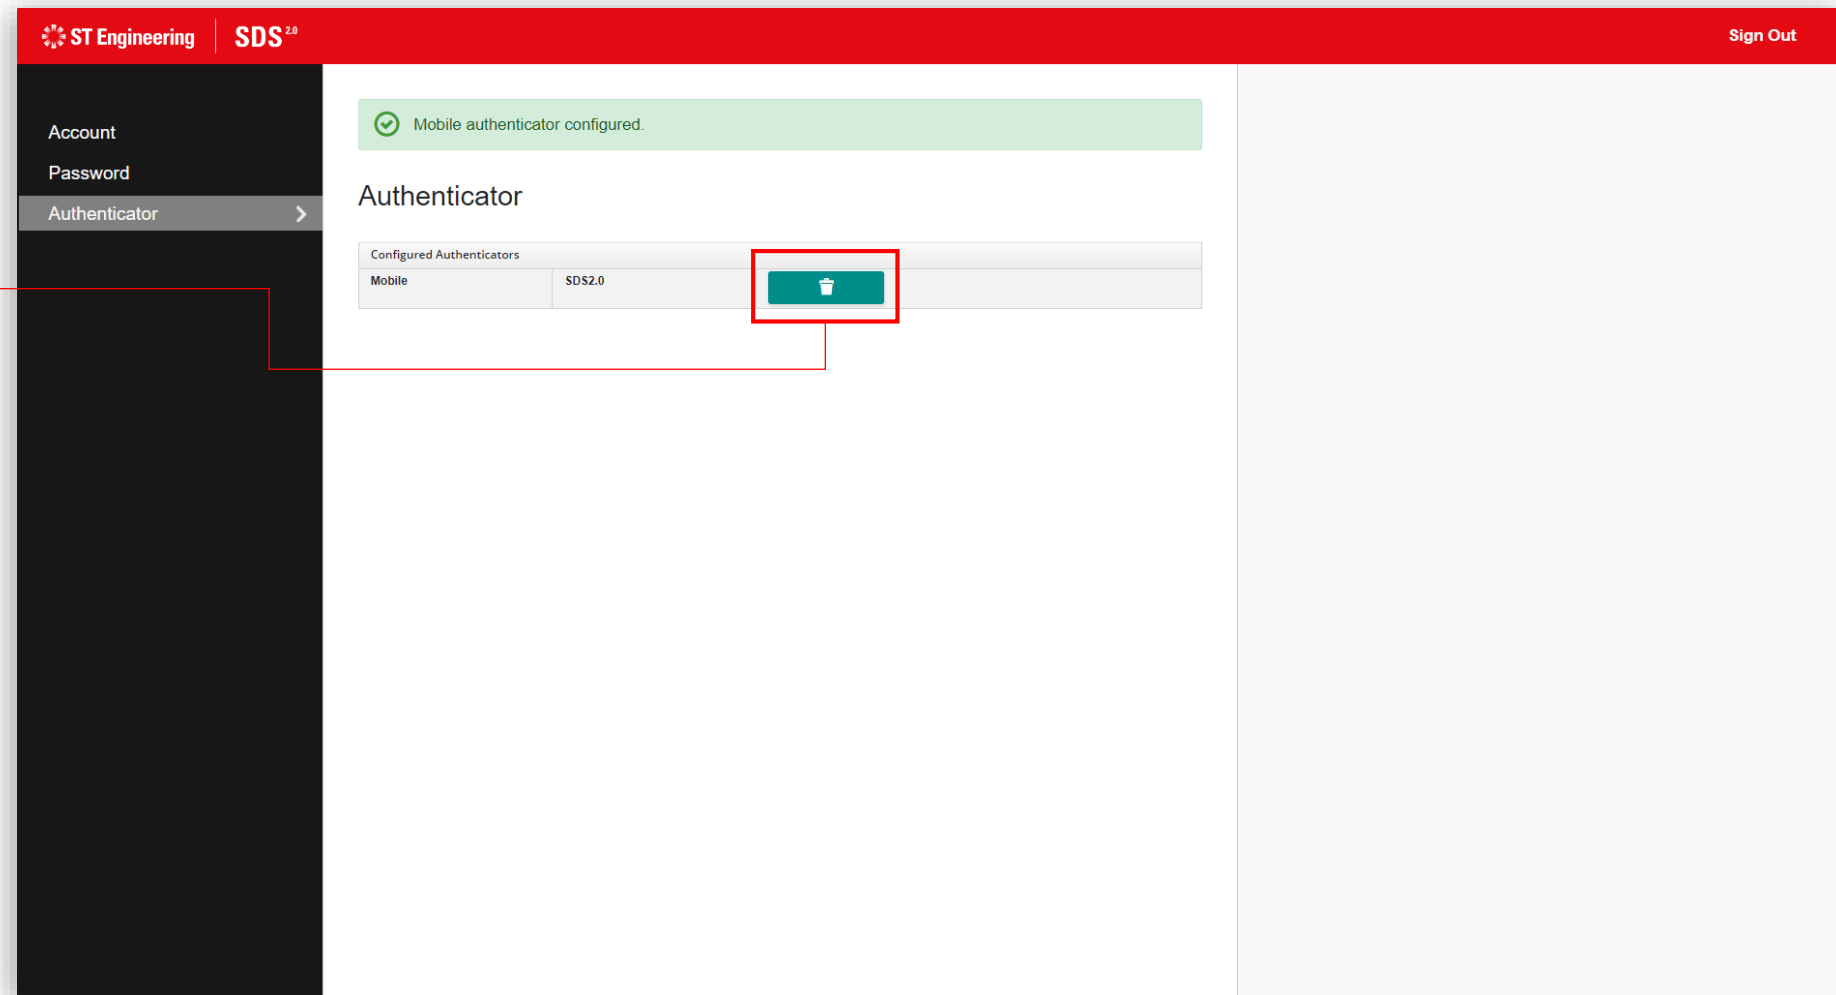 ST Engineering SDS 2.0 Sign Out
Account
Password
Authenticator
Mobile authenticator configured.
Authenticator
Configured Authenticators
Mobile SDS2.0